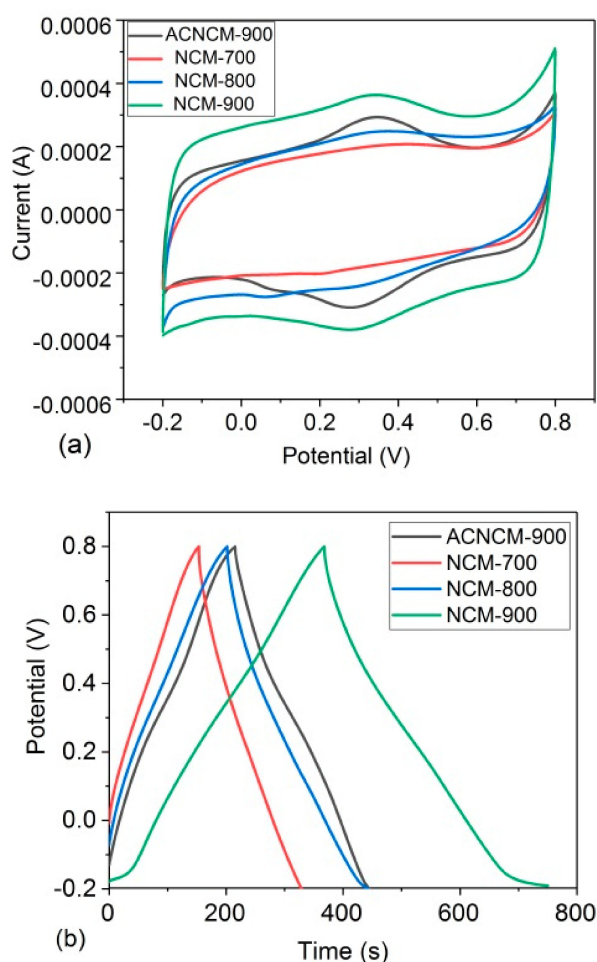 0.0006
0.0004
0.0002
0.0000
-0.0002
-0.0004
-0.0006
Current (A)
ACNCM-900
NCM-700
NCM-800
NCM-900
-0.2 0.0 0.2 0.4 0.6 0.8
(a)
Potential (V)
0.8
0.6
0.4
0.2
0.0
-0.2
Potential (V)
ACNCM-900
NCM-700
NCM-800
NCM-900
0 200 400 600 800
(b)
Time (s)